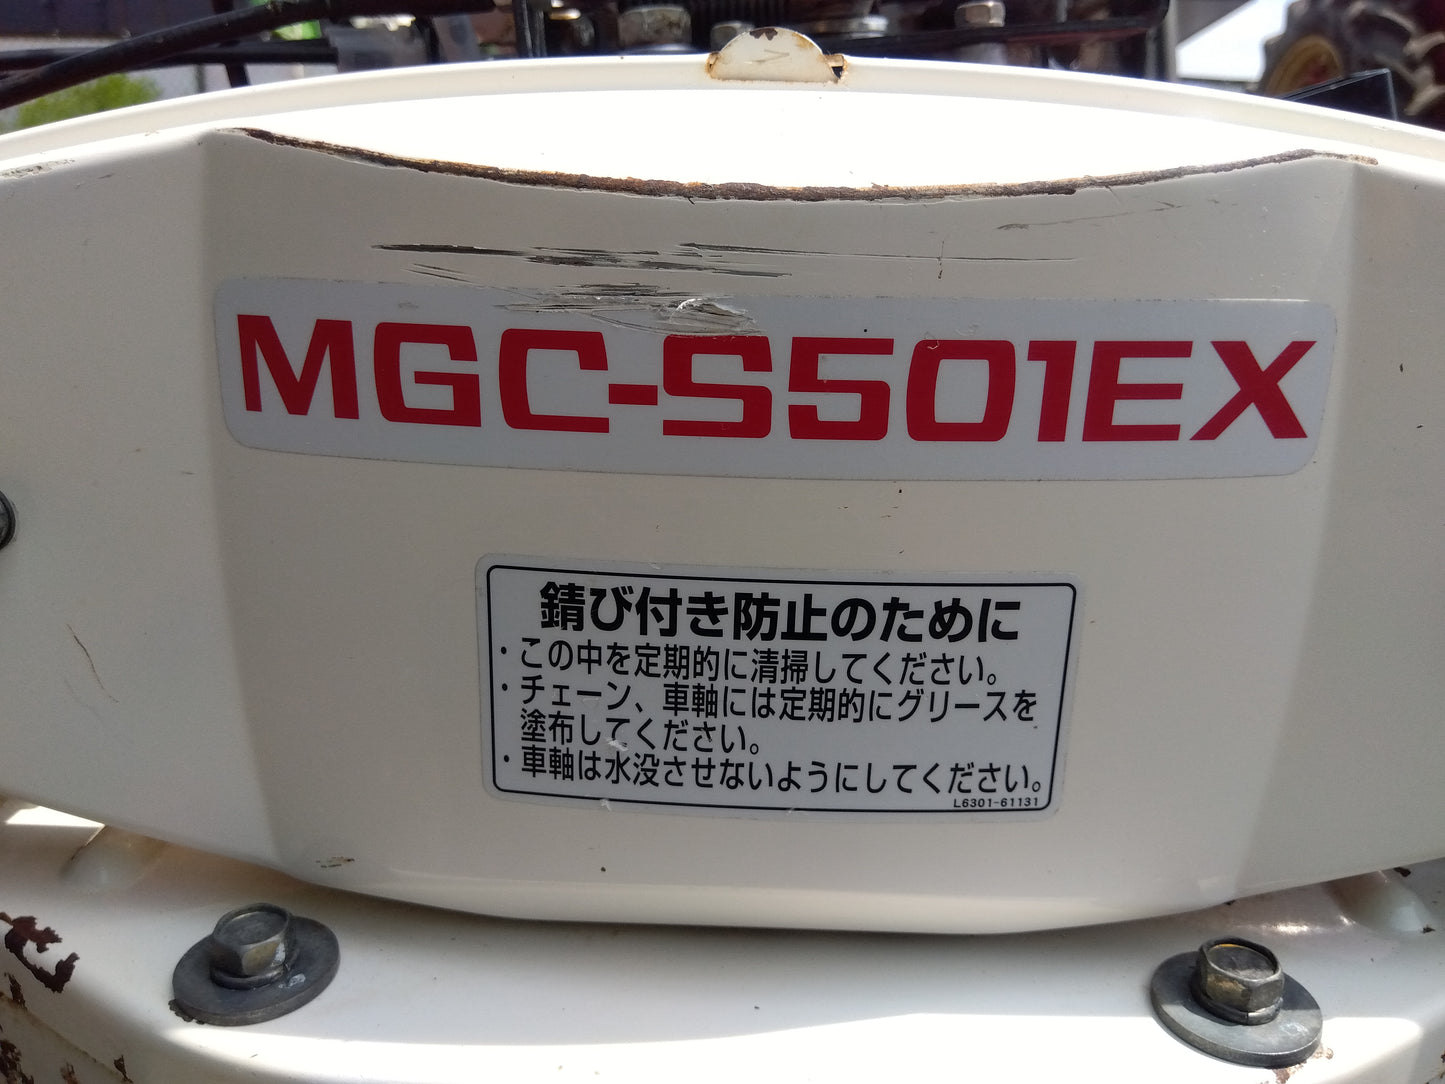 MGC-S501EX
錆び付き防止のために
・この中を定期的に清掃してください。
・チェーン、車軸には定期的にグリースを
塗布してください。
・車軸は水没させないようにしてください。
L6301-61131